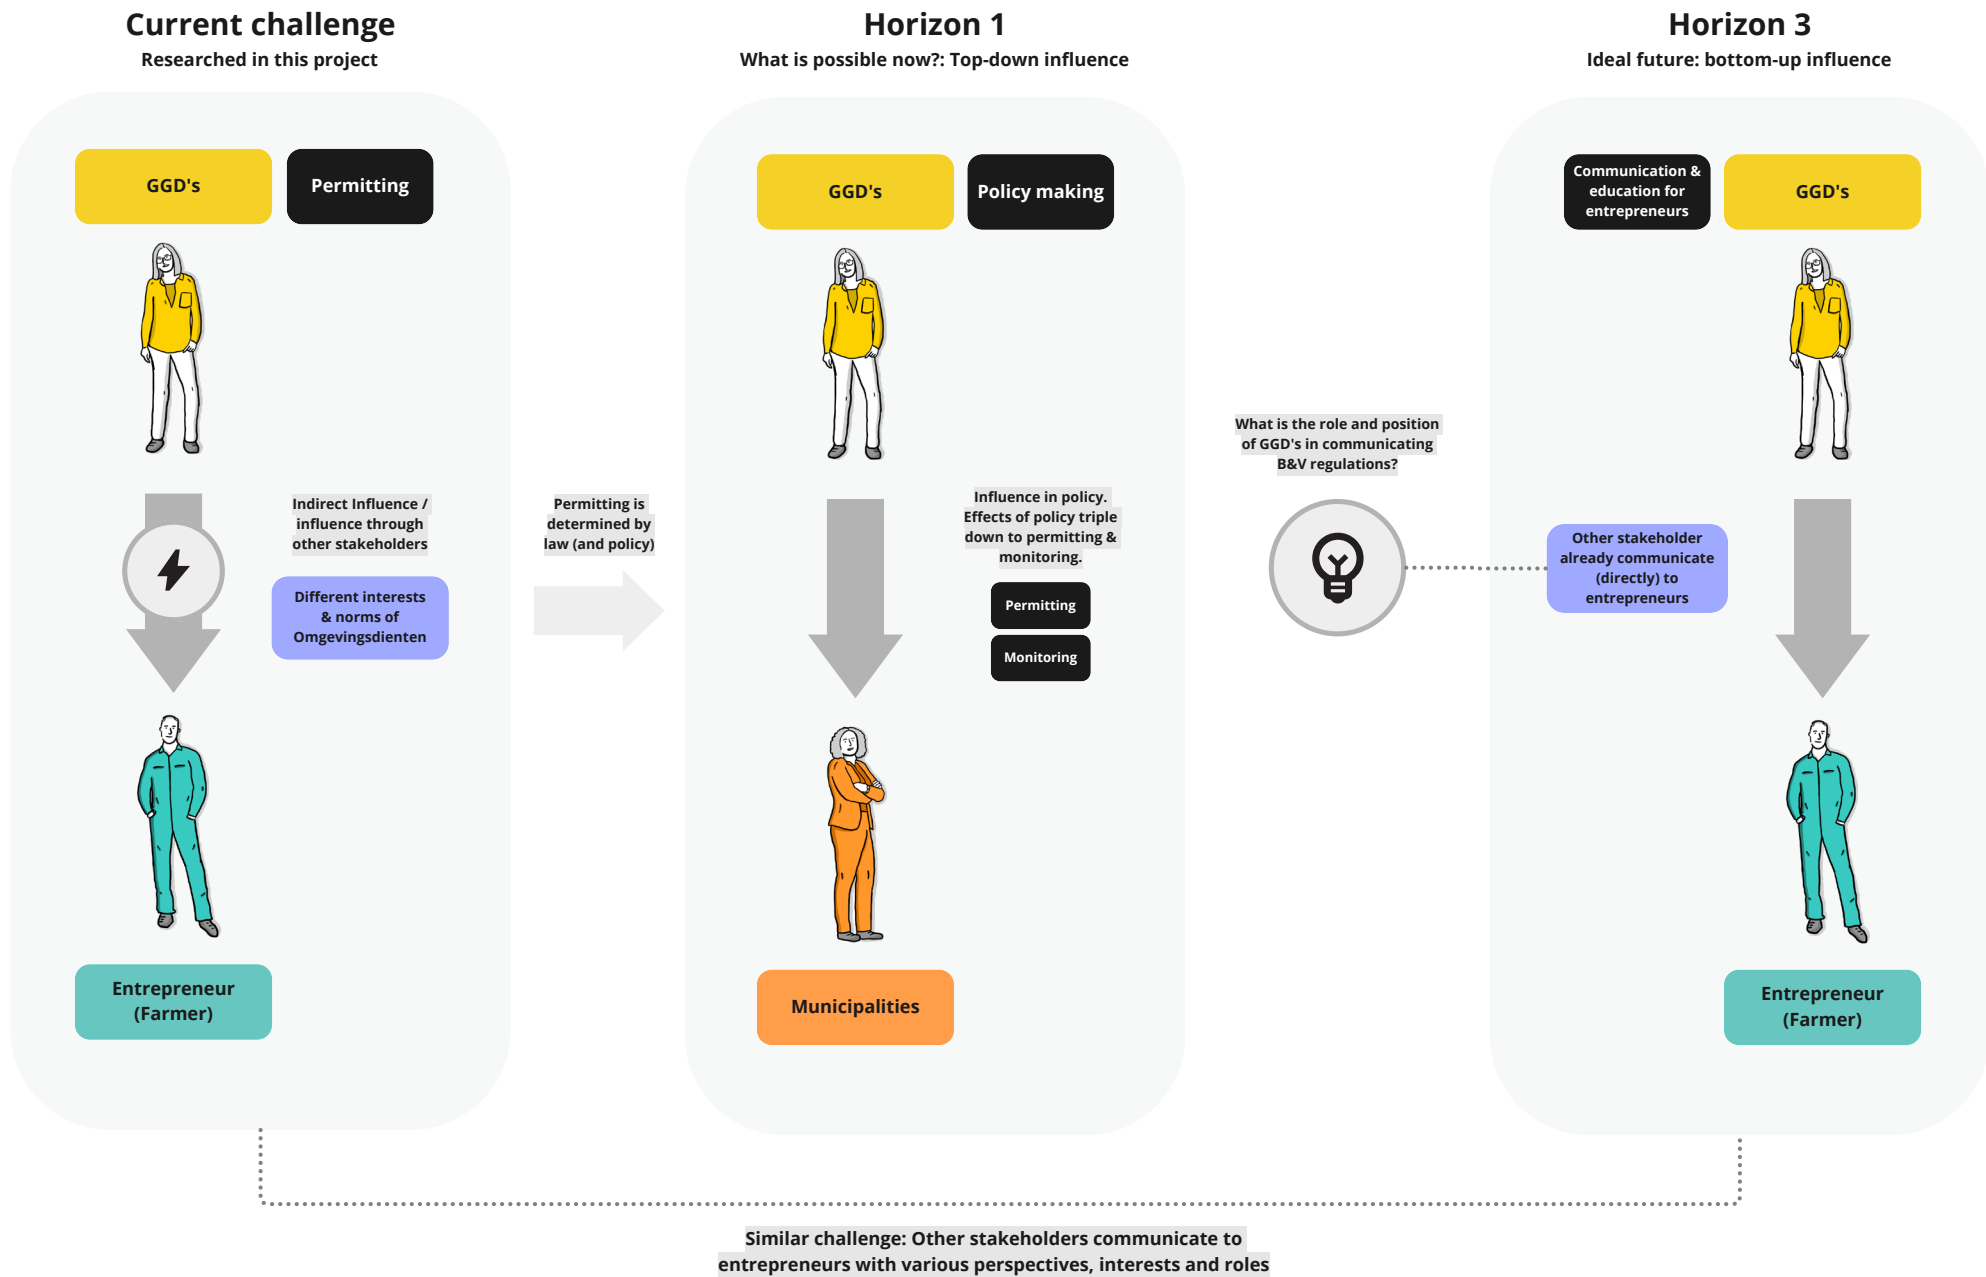 Current challenge
Researched in this project
GGD's
Permitting
Indirect Influence /
influence through
other stakeholders
Different interests
& norms of
Omgevingsdienten
Entrepreneur
(Farmer)
Permitting is
determined by
law (and policy)
Horizon 1
What is possible now?: Top-down influence
GGD's
Policy making
Influence in policy.
Effects of policy triple
down to permitting &
monitoring.
Permitting
Monitoring
Municipalities
What is the role and position
of GGD's in communicating
B&V regulations?
Horizon 3
Ideal future: bottom-up influence
Communication &
education for
entrepreneurs
GGD's
Other stakeholder
already communicate
(directly) to
entrepreneurs
Entrepreneur
(Farmer)
Similar challenge: Other stakeholders communicate to
entrepreneurs with various perspectives, interests and roles